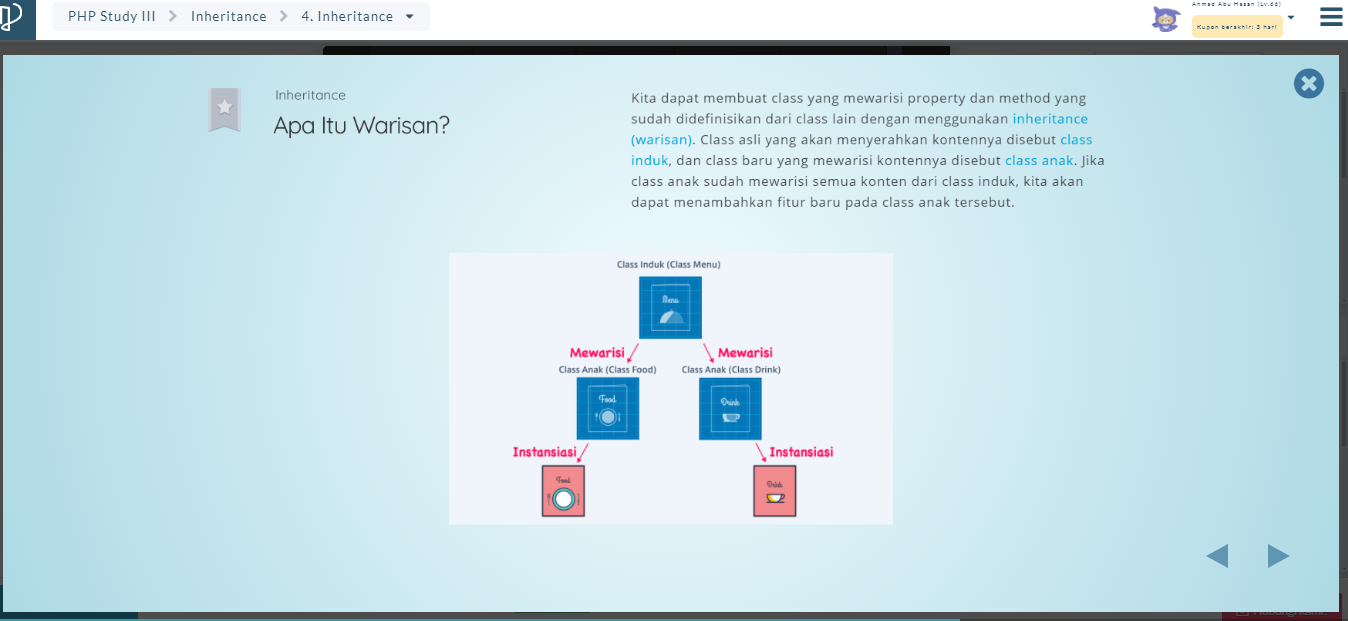 PHP Study III
Inheritance
4. Inheritance
Ahmad Abu Hasan (Lv.66)
Kupon berakhir: 3 hari
Inheritance
Apa Itu Warisan?
Kita dapat membuat class yang mewarisi property dan method yang
sudah didefinisikan dari class lain dengan menggunakan inheritance
(warisan). Class asli yang akan menyerahkan kontennya disebut class
induk, dan class baru yang mewarisi kontennya disebut class anak. Jika
class anak sudah mewarisi semua konten dari class induk, kita akan
dapat menambahkan fitur baru pada class anak tersebut.
Class Induk (Class Menu)
Menu
Mewarisi
Mewarisi
Class Anak (Class Food)
Class Anak (Class Drink)
Food
Drink
Instansiasi
Instansiasi
Food
Drink